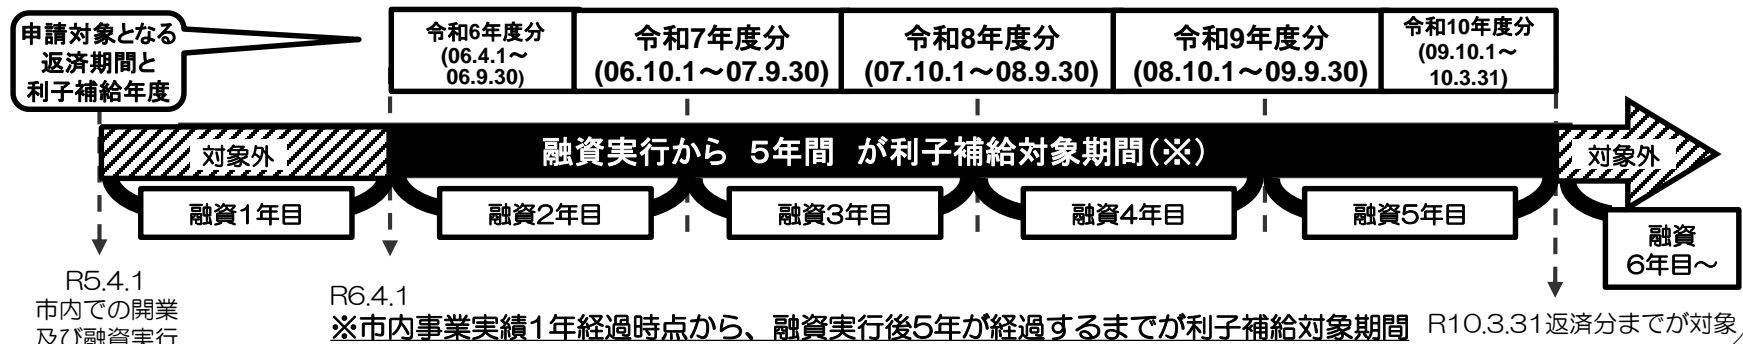 申請対象となる
返済期間と
利子補給年度
令和6年度分
(06.4.1～
06.9.30)
令和7年度分
(06.10.1～07.9.30)
令和8年度分
(07.10.1～08.9.30)
令和9年度分
(08.10.1～09.9.30)
令和10年度分
(09.10.1～
10.3.31)
対象外
融資実行から 5年間 が利子補給対象期間(※)
対象外
融資1年目
融資2年目
融資3年目
融資4年目
融資5年目
融資
6年目～
R5.4.1
市内での開業
及び融資実行
R6.4.1
※市内事業実績1年経過時点から、融資実行後5年が経過するまでが利子補給対象期間
R10.3.31返済分までが対象